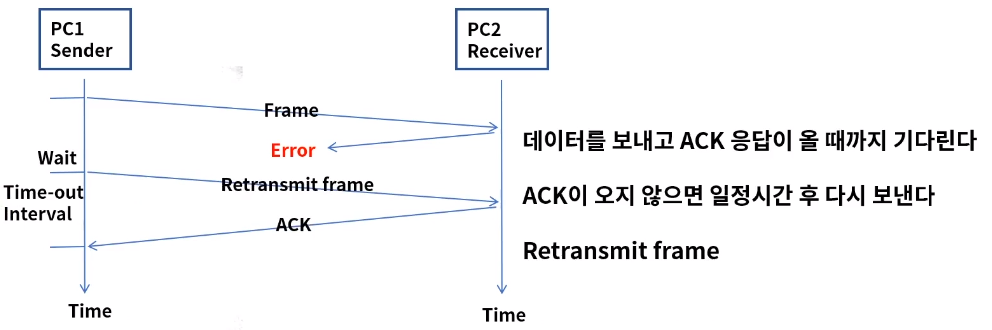 PC1
Sender
PC2
Receiver
Frame
Error
데이터를 보내고 ACK 응답이 올 때까지 기다린다
Wait
Time-out
Interval
Retransmit frame
ACK이 오지 않으면 일정시간 후 다시 보낸다
ACK
Retransmit frame
Time
Time